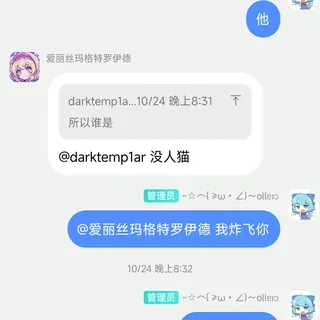 他
爱丽丝玛格特罗伊德
darktemp1a...10/24 晚上8:31
所以谁是
@darktemp1ar 没人猫
管理员
@爱丽丝玛格特罗伊德 我炸飞你
10/24 晚上8:32
管理员